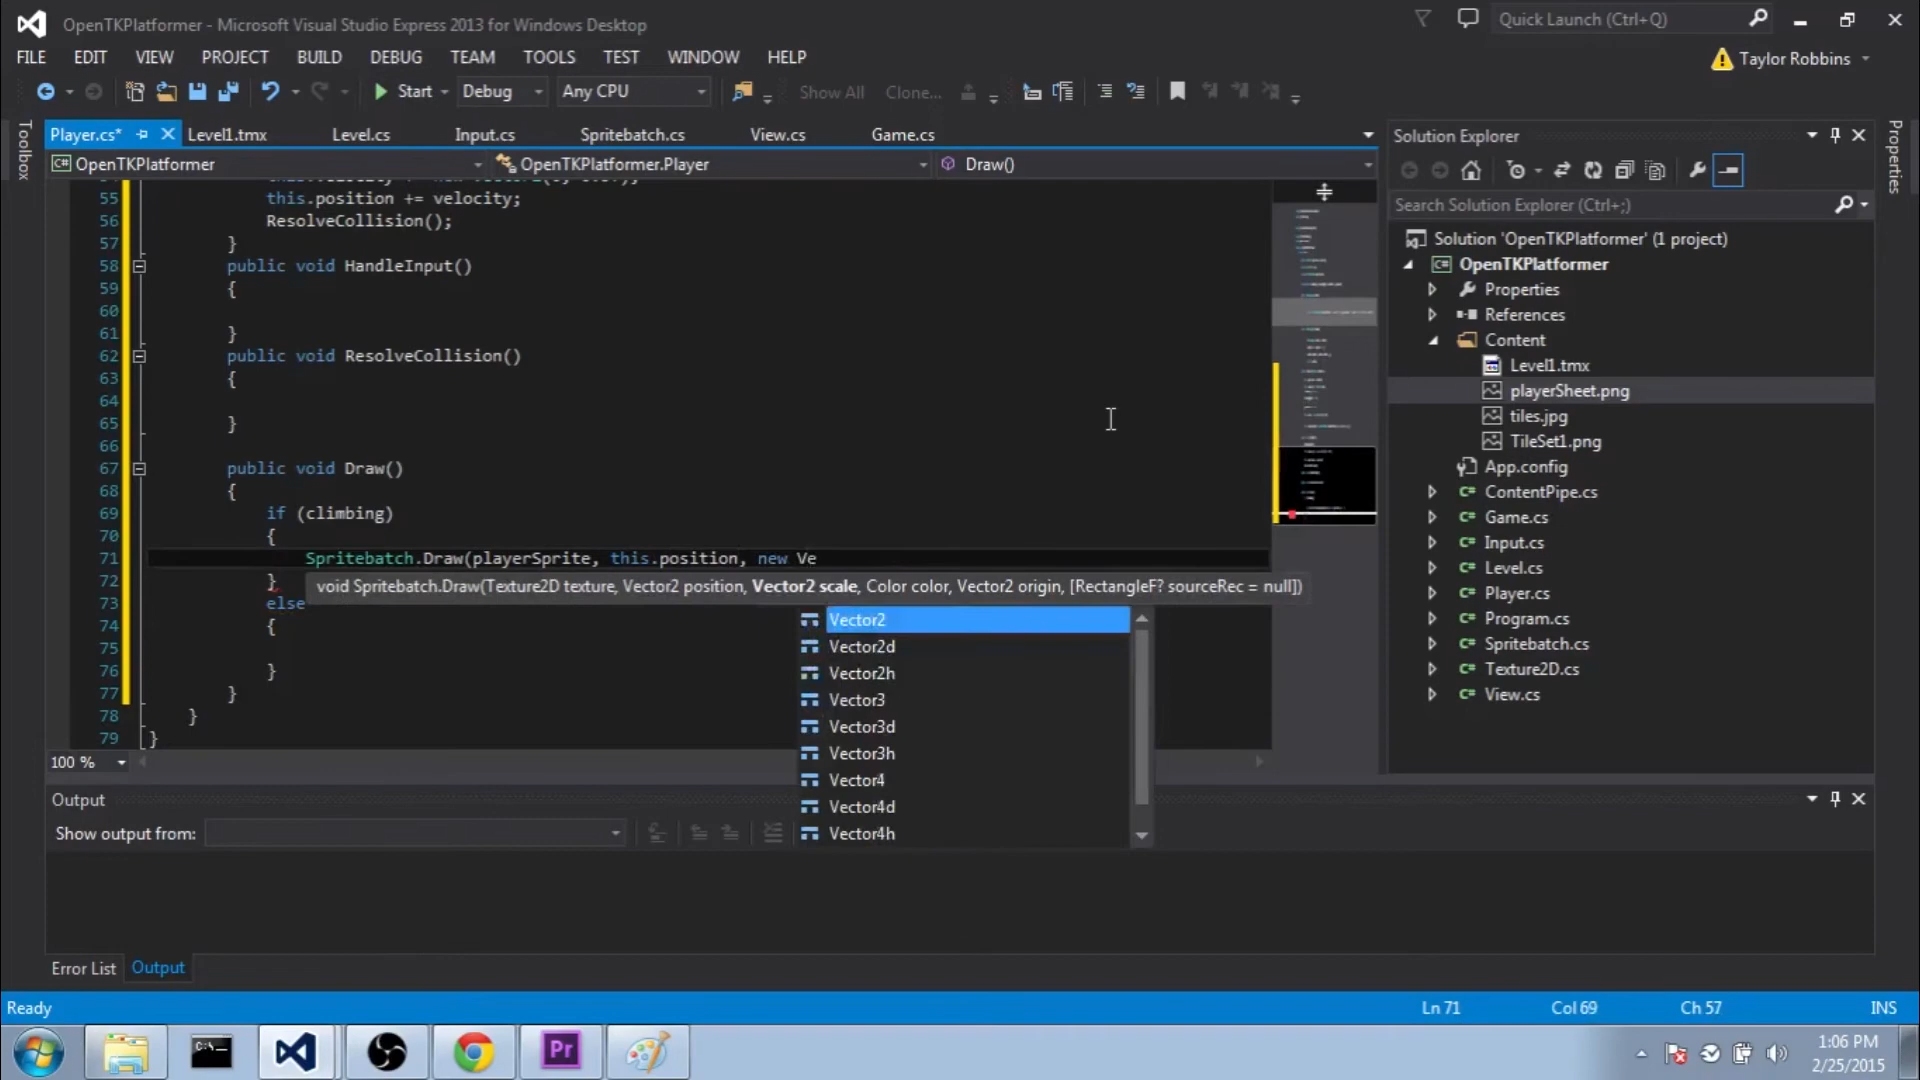 OpenTKPlatformer - Microsoft Visual Studio Express 2013 for Windows Desktop
Quick Launch (Ctrl+Q)
FILE EDIT VIEW PROJECT BUILD DEBUG TEAM TOOLS TEST WINDOW HELP
Taylor Robbins
Start Debug Any CPU Show All Clone...
Toolbox
Player.cs* Level1.tmx Level.cs Input.cs Spritebatch.cs View.cs Game.cs
OpenTKPlatformer OpenTKPlatformer.Player Draw()
55 this.position += velocity;
56 ResolveCollision();
57 }
58 public void HandleInput()
59 {
60
61 }
62 public void ResolveCollision()
63 {
64
65 }
66
67 public void Draw()
68 {
69 if (climbing)
70 {
71 Spritebatch.Draw(playerSprite, this.position, new Ve
72 }
void Spritebatch.Draw(Texture2D texture, Vector2 position, Vector2 scale, Color color, Vector2 origin, [RectangleF? sourceRec = null])
73 else
74 {
75
76 }
77 }
78 }
79 }
Vector2
Vector2d
Vector2h
Vector3
Vector3d
Vector3h
Vector4
Vector4d
Vector4h
100 %
Solution Explorer
Search Solution Explorer (Ctrl+;)
Solution 'OpenTKPlatformer' (1 project)
OpenTKPlatformer
Properties
References
Content
Level1.tmx
playerSheet.png
tiles.jpg
TileSet1.png
App.config
ContentPipe.cs
Game.cs
Input.cs
Level.cs
Player.cs
Program.cs
Spritebatch.cs
Texture2D.cs
View.cs
Properties
Output
Show output from:
Error List Output
Ready
Ln 71 Col 69 Ch 57 INS
Pr
1:06 PM
2/25/2015